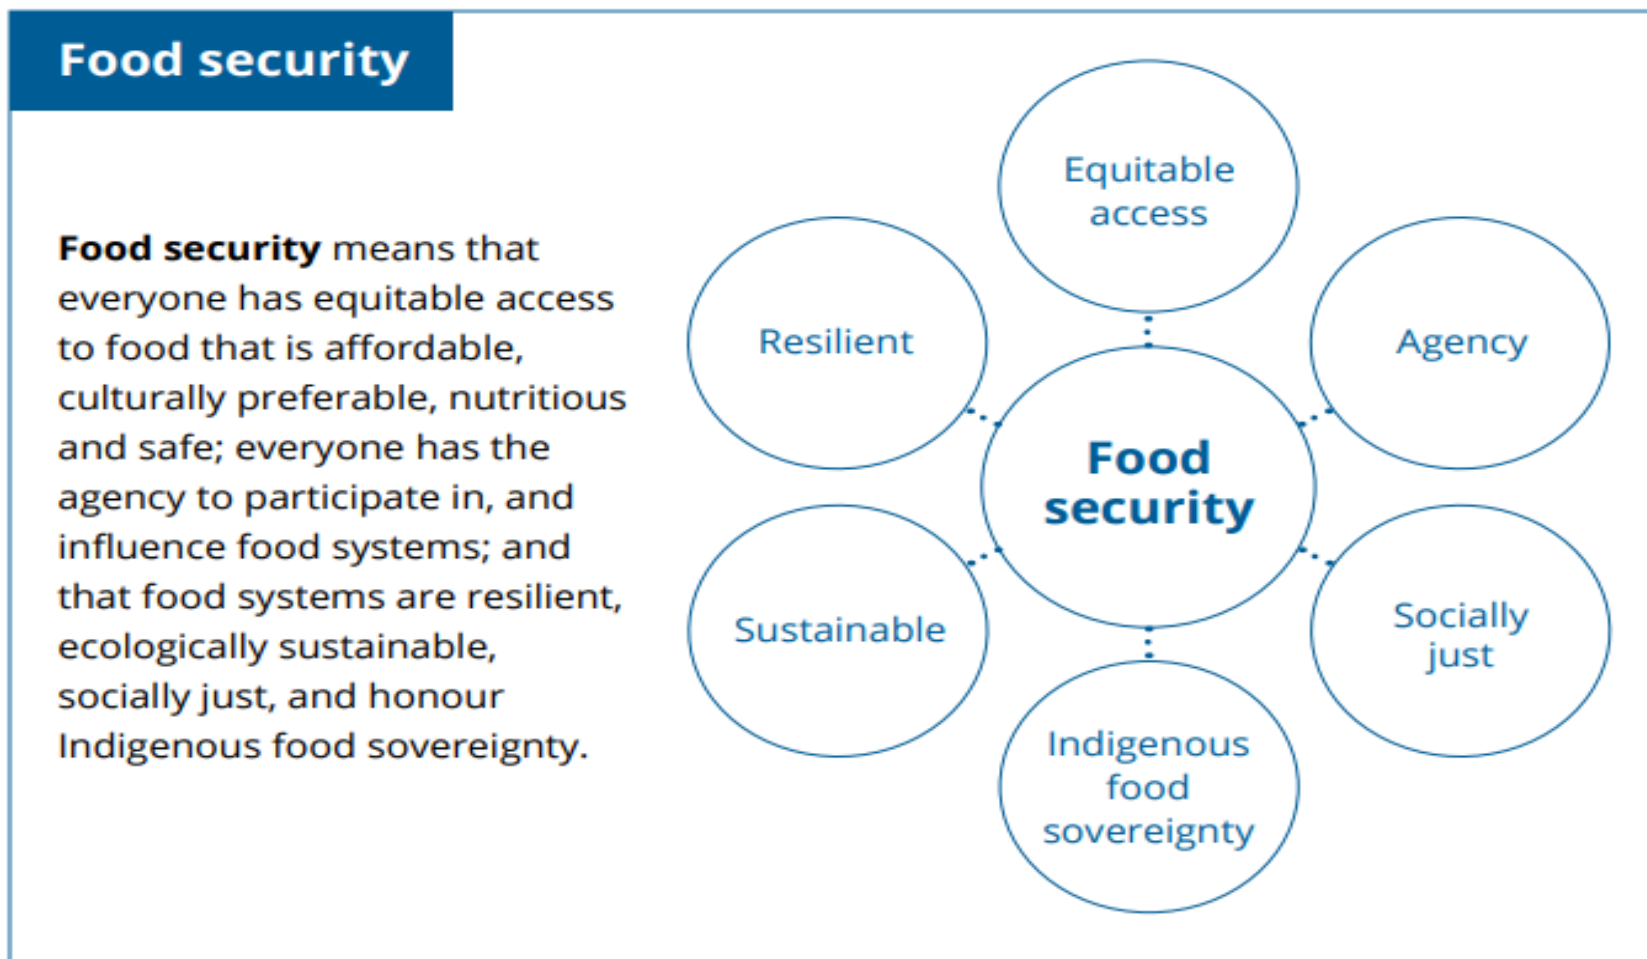 Food security
Food security means that
everyone has equitable access
to food that is affordable,
culturally preferable, nutritious
and safe; everyone has the
agency to participate in, and
influence food systems; and
that food systems are resilient,
ecologically sustainable,
socially just, and honour
Indigenous food sovereignty.
Equitable
access
Resilient
Agency
Food
security
Sustainable
Socially
just
Indigenous
food
sovereignty